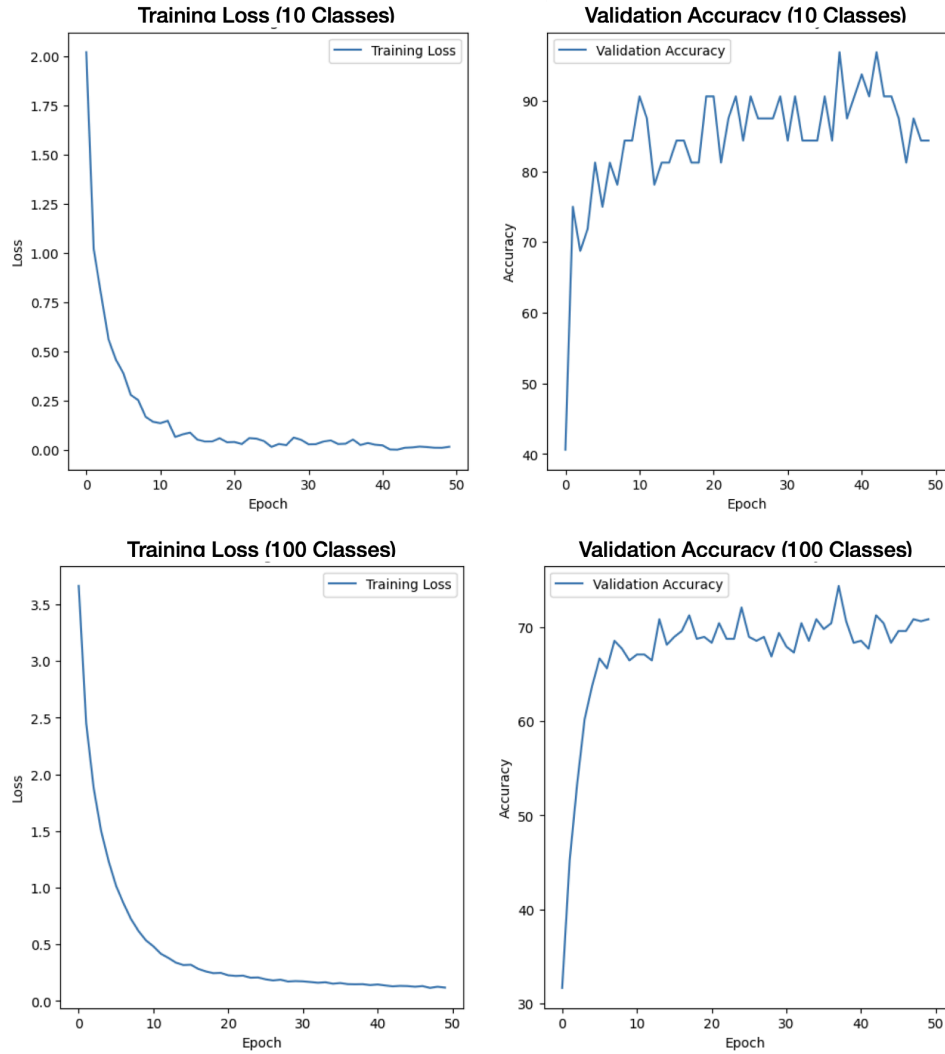 Training Loss (10 Classes)
Training Loss
2.00
1.75
1.50
1.25
1.00
0.75
0.50
0.25
0.00
Loss
0 10 20 30 40 50
Epoch
Validation Accuracy (10 Classes)
Validation Accuracy
90
80
70
60
50
40
Accuracy
0 10 20 30 40 50
Epoch
Training Loss (100 Classes)
Training Loss
3.5
3.0
2.5
2.0
1.5
1.0
0.5
0.0
Loss
0 10 20 30 40 50
Epoch
Validation Accuracy (100 Classes)
Validation Accuracy
70
60
50
40
30
Accuracy
0 10 20 30 40 50
Epoch